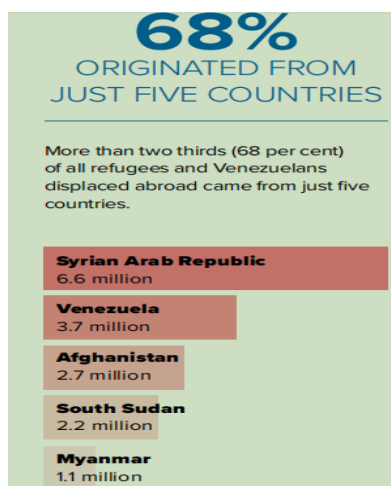 68%
ORIGINATED FROM
JUST FIVE COUNTRIES
More than two thirds (68 per cent)
of all refugees and Venezuelans
displaced abroad came from just five
countries.
Syrian Arab Republic
6.6 million
Venezuela
3.7 million
Afghanistan
2.7 million
South Sudan
2.2 million
Myanmar
1.1 million